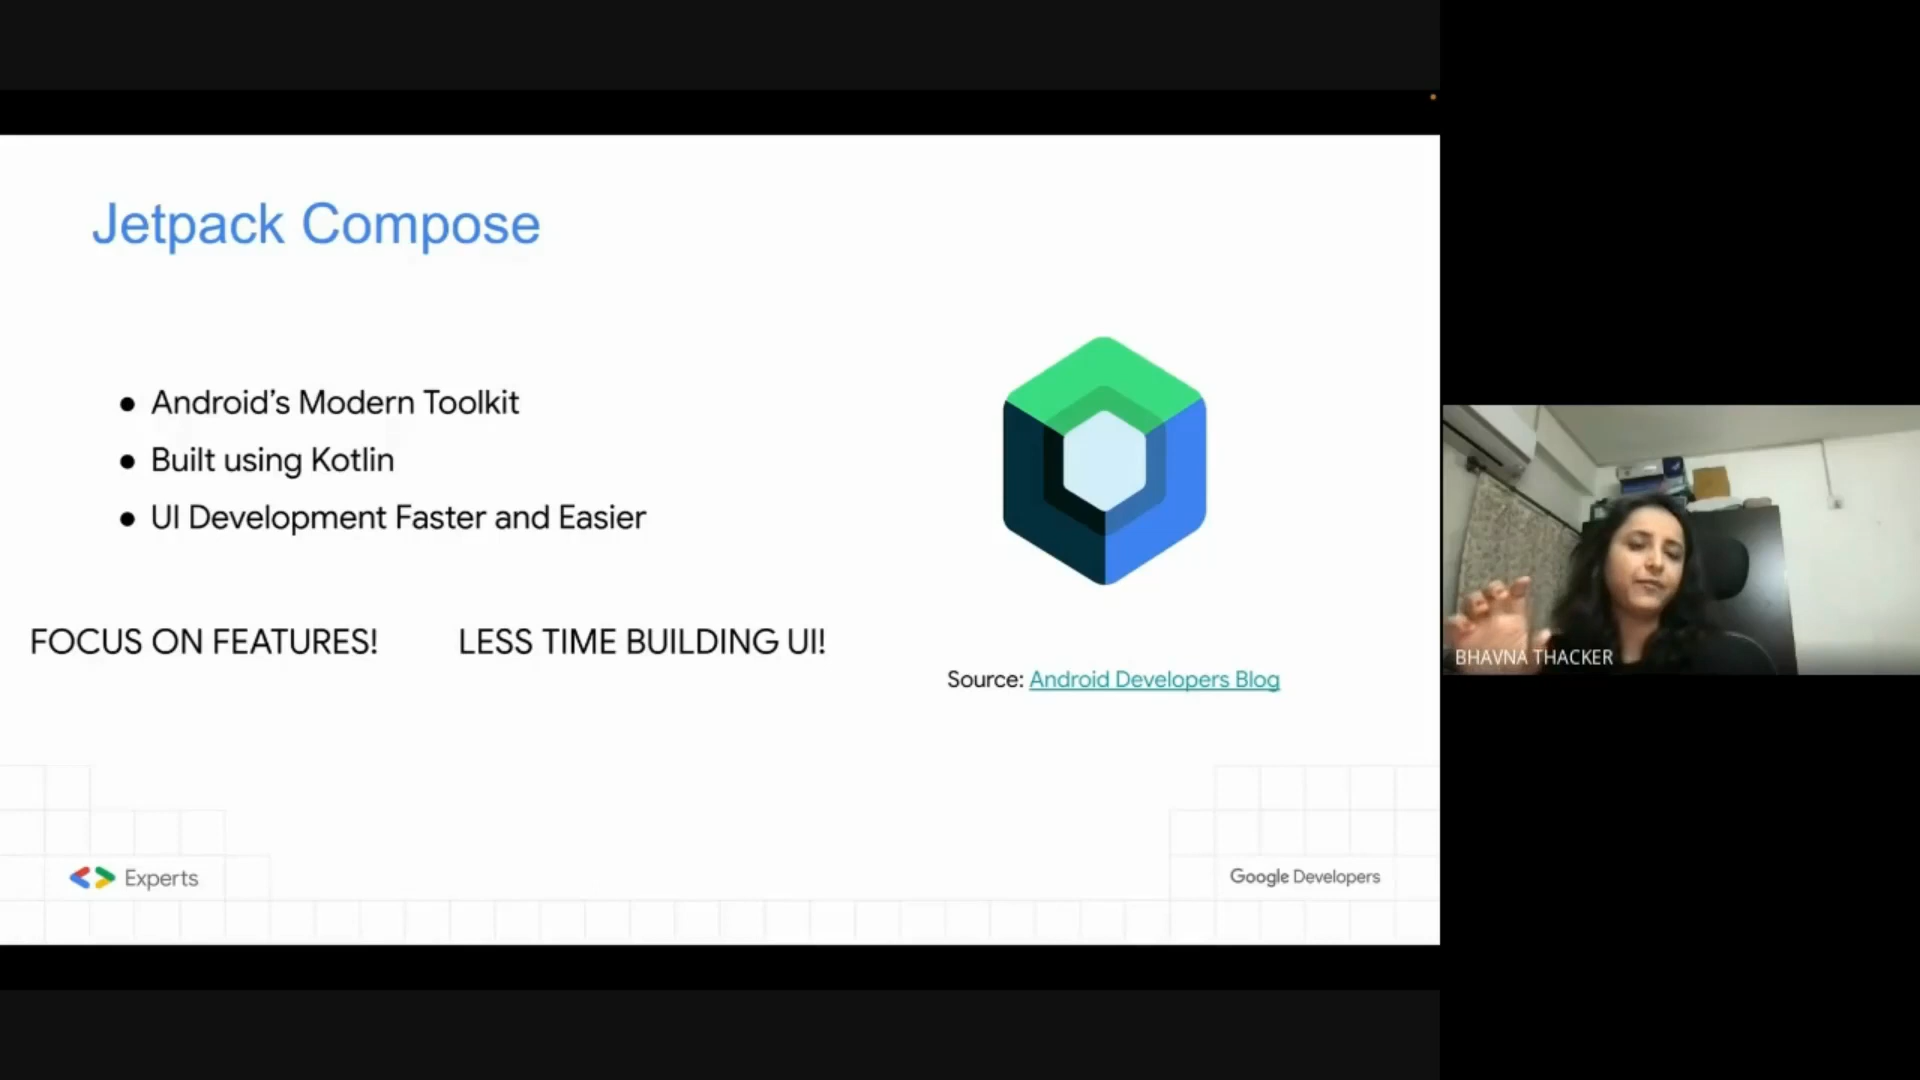 Jetpack Compose
● Android’s Modern Toolkit
● Built using Kotlin
● UI Development Faster and Easier
FOCUS ON FEATURES! LESS TIME BUILDING UI!
Source: Android Developers Blog
Experts
Google Developers
BHAVNA THACKER